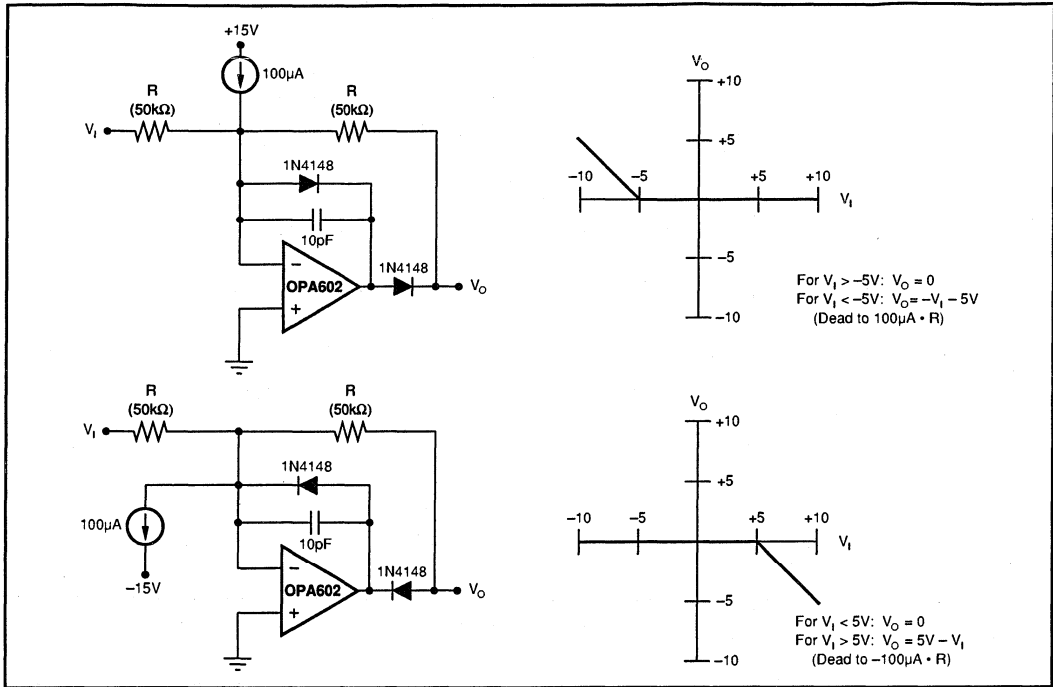 +15V
100µA
R
(50kΩ)
R
(50kΩ)
V_I
1N4148
10pF
–
+
OPA602
1N4148
V_O
V_O
+10
+5
–10
–5
+5
+10
V_I
–5
–10
For V_I > –5V: V_O = 0
For V_I < –5V: V_O = –V_I – 5V
(Dead to 100µA • R)
R
(50kΩ)
R
(50kΩ)
V_I
1N4148
100µA
10pF
–15V
–
+
OPA602
1N4148
V_O
V_O
+10
+5
–10
–5
+5
+10
V_I
–5
–10
For V_I < 5V: V_O = 0
For V_I > 5V: V_O = 5V – V_I
(Dead to –100µA • R)